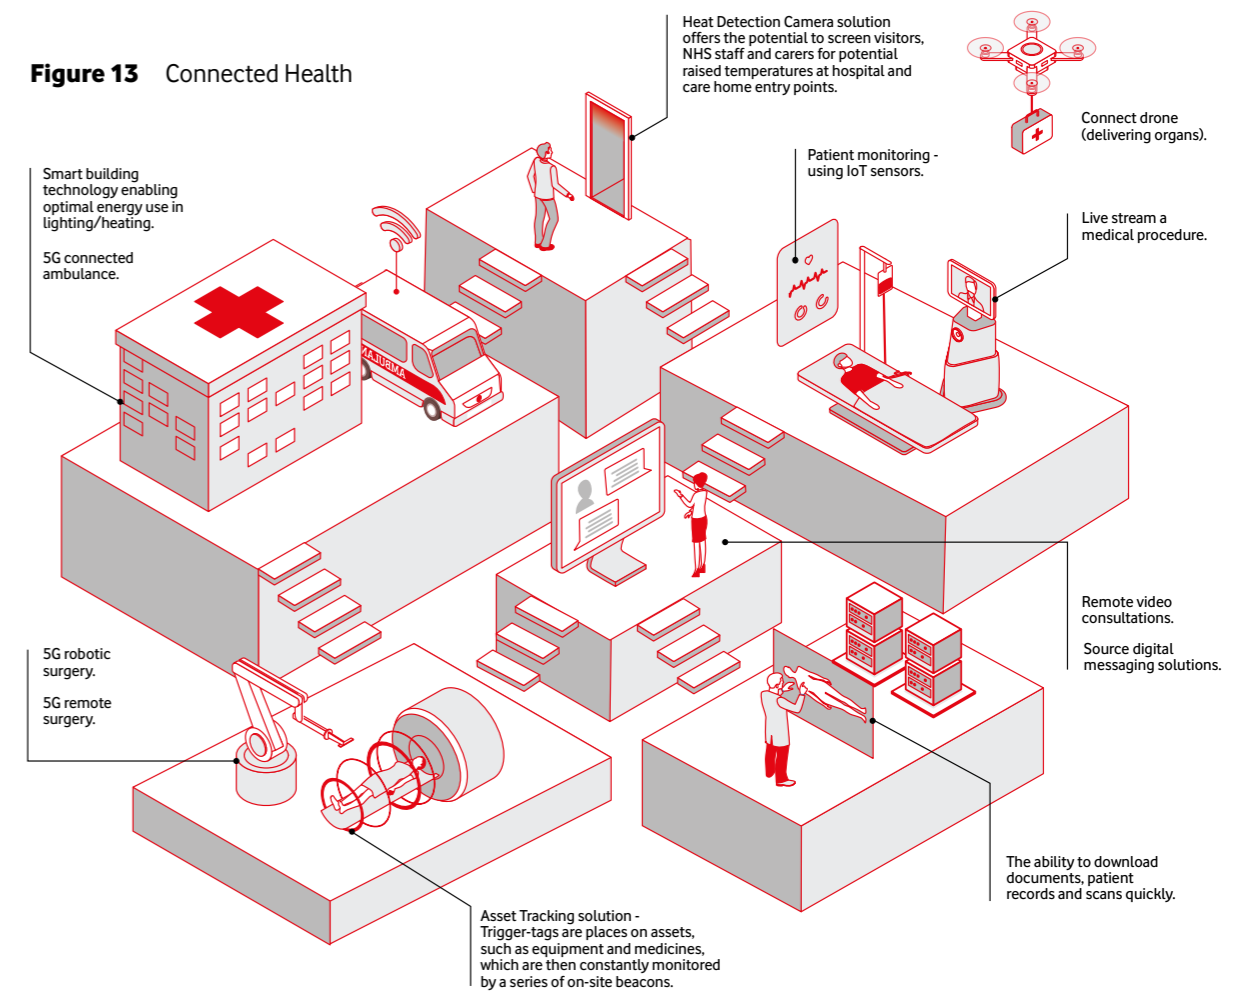 Figure 13 Connected Health
Heat Detection Camera solution
offers the potential to screen visitors,
NHS staff and carers for potential
raised temperatures at hospital and
care home entry points.
Connect drone
(delivering organs).
Patient monitoring -
using IoT sensors.
Live stream a
medical procedure.
Smart building
technology enabling
optimal energy use in
lighting/heating.
5G connected
ambulance.
AMBULANC
Remote video
consultations.
Source digital
messaging solutions.
5G robotic
surgery.
5G remote
surgery.
The ability to download
documents, patient
records and scans quickly.
Asset Tracking solution -
Trigger-tags are places on assets,
such as equipment and medicines,
which are then constantly monitored
by a series of on-site beacons.